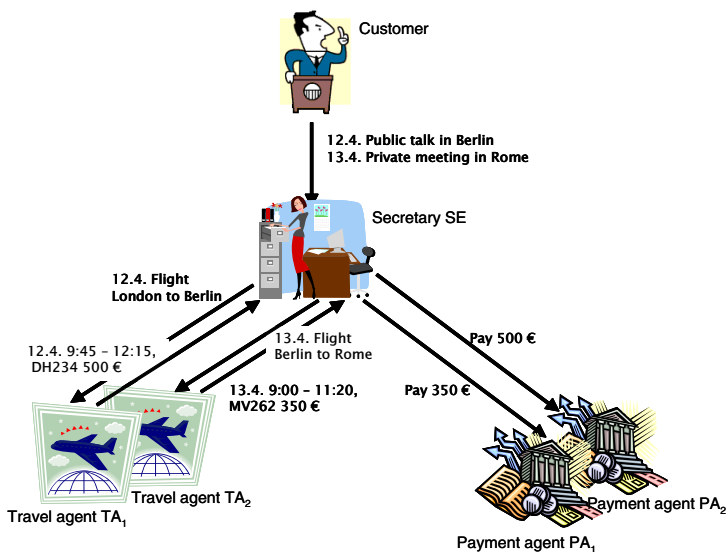 Customer
12.4. Public talk in Berlin
13.4. Private meeting in Rome
Secretary SE
12.4. Flight
London to Berlin
12.4. 9:45 – 12:15,
DH234 500 €
13.4. Flight
Berlin to Rome
13.4. 9:00 – 11:20,
MV262 350 €
Pay 500 €
Pay 350 €
Travel agent TA₂
Travel agent TA₁
Payment agent PA₂
Payment agent PA₁